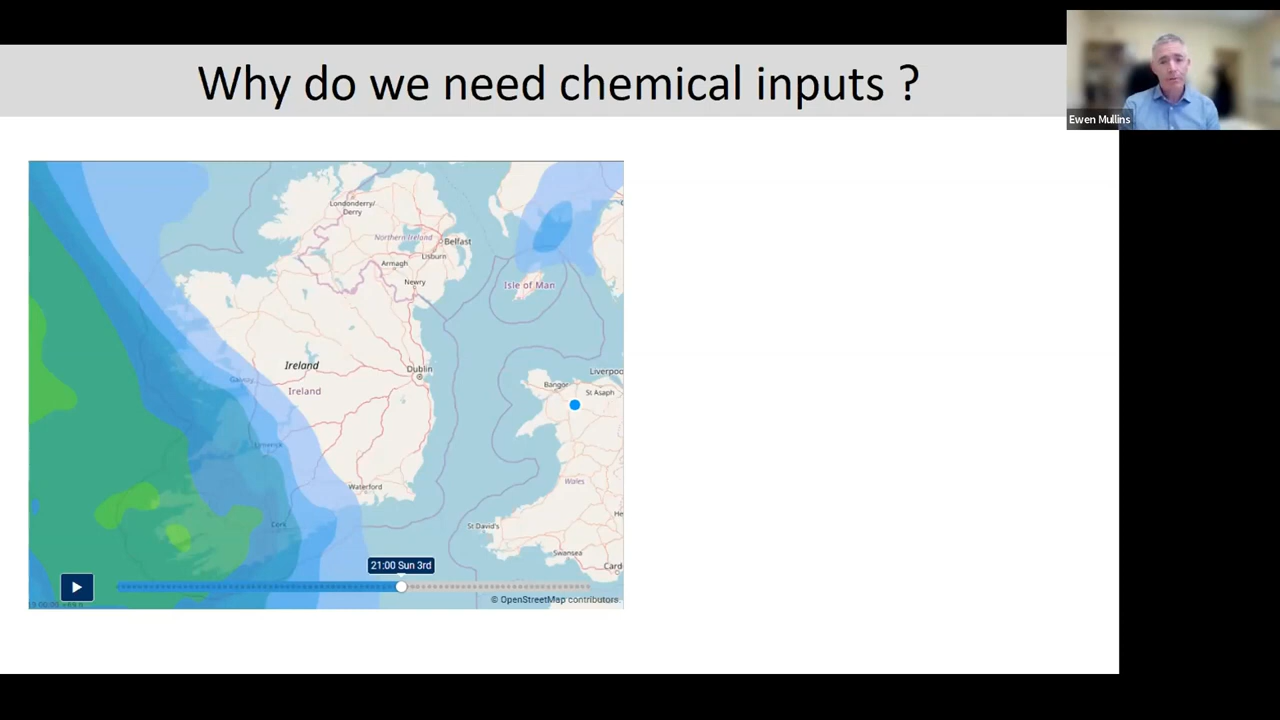 Why do we need chemical inputs ?
Ewen Mullins
Londonderry/
Derry
Northern Ireland
Belfast
Lisburn
Armagh
Newry
Isle of Man
Ireland
Dublin
Liverpoo
Galway
Ireland
Bangor
St Asaph
Limerick
Waterford
Wales
He
Cork
St David's
Swansea
Card
21:00 Sun 3rd
© OpenStreetMap contributors.